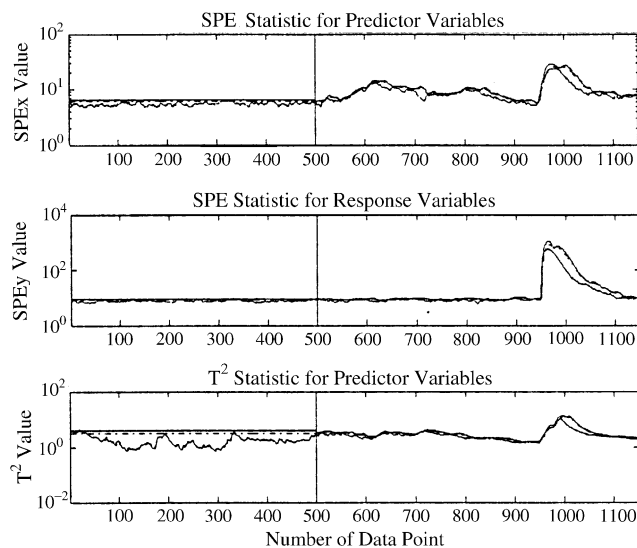 SPE Statistic for Predictor Variables
SPEx Value
10^2
10^1
10^0
100 200 300 400 500 600 700 800 900 1000 1100
SPE Statistic for Response Variables
SPEy Value
10^4
10^2
10^0
100 200 300 400 500 600 700 800 900 1000 1100
T^2 Statistic for Predictor Variables
T^2 Value
10^2
10^0
10^−2
100 200 300 400 500 600 700 800 900 1000 1100
Number of Data Point